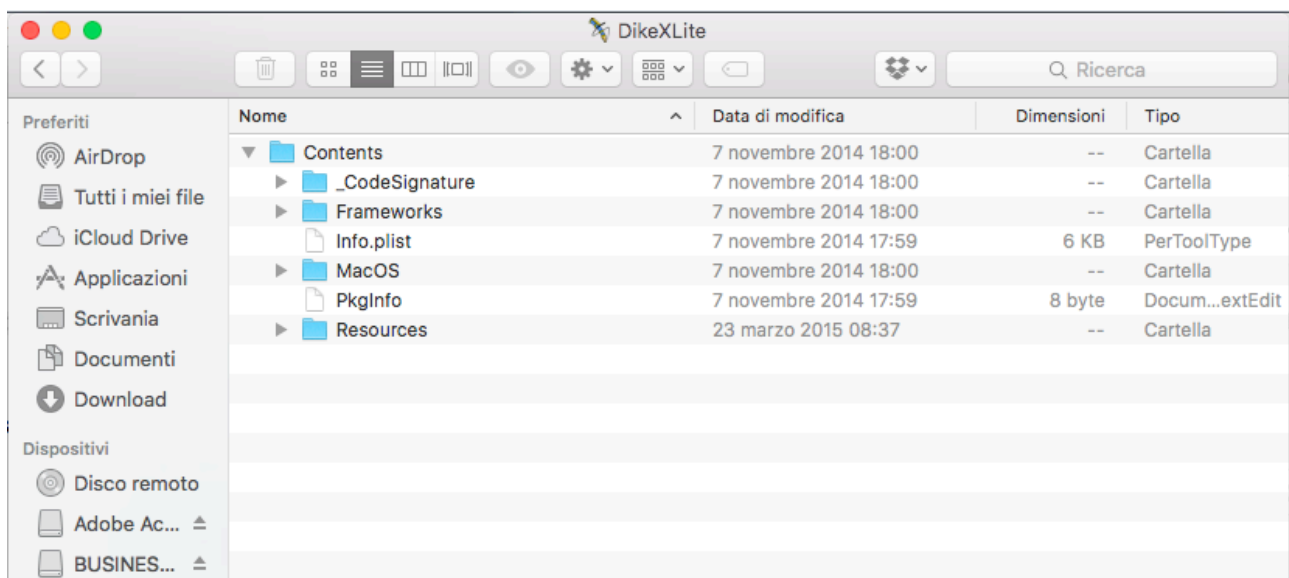 DikeXLite
Ricerca
Preferiti
AirDrop
Tutti i miei file
iCloud Drive
Applicazioni
Scrivania
Documenti
Download
Dispositivi
Disco remoto
Adobe Ac...
BUSINES...
Nome Data di modifica Dimensioni Tipo
Contents 7 novembre 2014 18:00 -- Cartella
_CodeSignature 7 novembre 2014 18:00 -- Cartella
Frameworks 7 novembre 2014 18:00 -- Cartella
Info.plist 7 novembre 2014 17:59 6 KB PerToolType
MacOS 7 novembre 2014 18:00 -- Cartella
PkgInfo 7 novembre 2014 17:59 8 byte Docum...extEdit
Resources 23 marzo 2015 08:37 -- Cartella